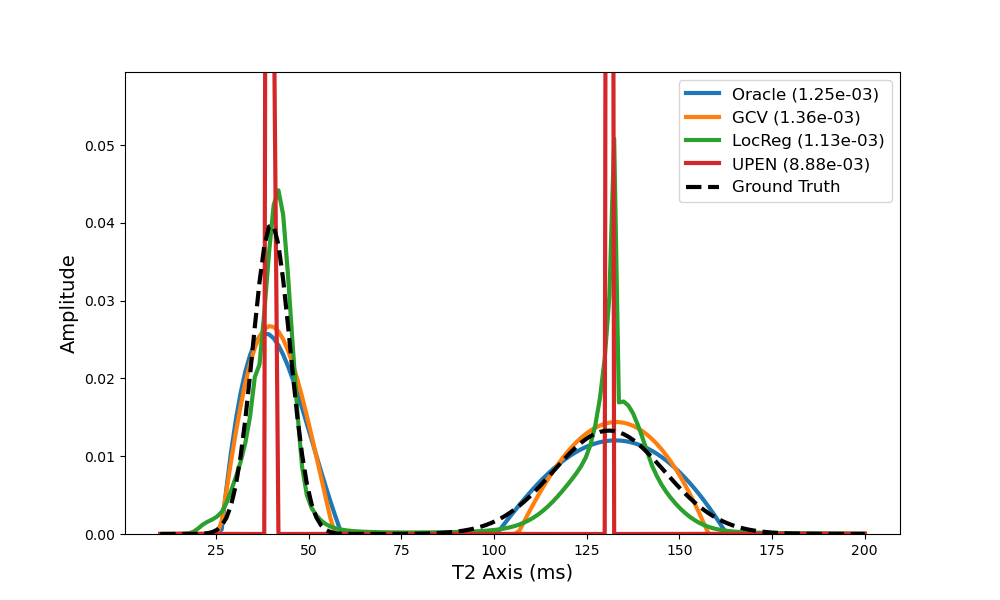 Oracle (1.25e-03)
GCV (1.36e-03)
LocReg (1.13e-03)
UPEN (8.88e-03)
Ground Truth
Amplitude
0.05
0.04
0.03
0.02
0.01
0.00
25
50
75
100
125
150
175
200
T2 Axis (ms)